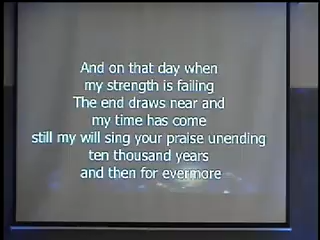 And on that day when
my strength is failing
The end draws near and
my time has come
still my will sing your praise unending
ten thousand years
and then for evermore